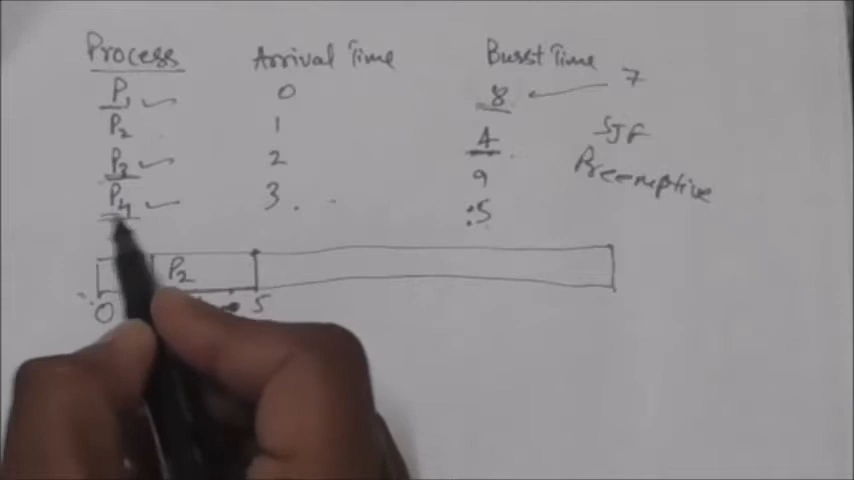 Process Arrival Time Burst Time
P1 0 8 7
P2 1 4 SJF
P3 2 9 Preemptive
P4 3 5
P2
0 5